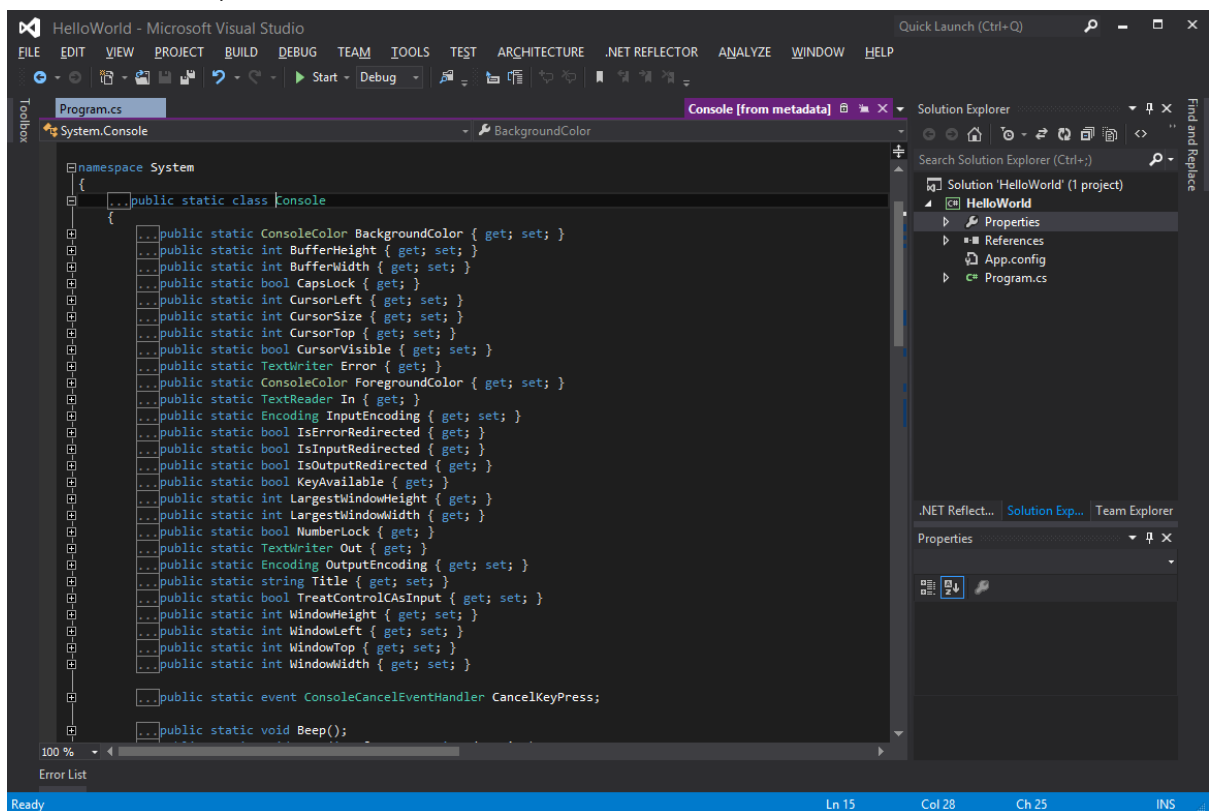 HelloWorld - Microsoft Visual Studio
Quick Launch (Ctrl+Q)
FILE EDIT VIEW PROJECT BUILD DEBUG TEAM TOOLS TEST ARCHITECTURE .NET REFLECTOR ANALYZE WINDOW HELP
Start Debug
Toolbox
Program.cs
Console [from metadata]
System.Console
BackgroundColor
namespace System
{
...public static class Console
{
...public static ConsoleColor BackgroundColor { get; set; }
...public static int BufferHeight { get; set; }
...public static int BufferWidth { get; set; }
...public static bool CapsLock { get; }
...public static int CursorLeft { get; set; }
...public static int CursorSize { get; set; }
...public static int CursorTop { get; set; }
...public static bool CursorVisible { get; set; }
...public static TextWriter Error { get; }
...public static ConsoleColor ForegroundColor { get; set; }
...public static TextReader In { get; }
...public static Encoding InputEncoding { get; set; }
...public static bool IsErrorRedirected { get; }
...public static bool IsInputRedirected { get; }
...public static bool IsOutputRedirected { get; }
...public static bool KeyAvailable { get; }
...public static int LargestWindowHeight { get; }
...public static int LargestWindowWidth { get; }
...public static bool NumberLock { get; }
...public static TextWriter Out { get; }
...public static Encoding OutputEncoding { get; set; }
...public static string Title { get; set; }
...public static bool TreatControlCAsInput { get; set; }
...public static int WindowHeight { get; set; }
...public static int WindowLeft { get; set; }
...public static int WindowTop { get; set; }
...public static int WindowWidth { get; set; }
...public static event ConsoleCancelEventHandler CancelKeyPress;
...public static void Beep();
100 %
Error List
Solution Explorer
Search Solution Explorer (Ctrl+;)
Solution 'HelloWorld' (1 project)
C# HelloWorld
Properties
References
App.config
C# Program.cs
.NET Reflect... Solution Exp... Team Explorer
Properties
Find and Replace
Ready Ln 15 Col 28 Ch 25 INS